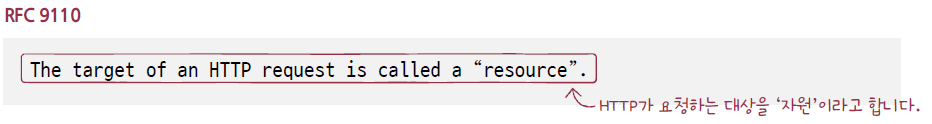 RFC 9110
The target of an HTTP request is called a “resource”.
HTTP가 요청하는 대상을 ‘자원’이라고 합니다.